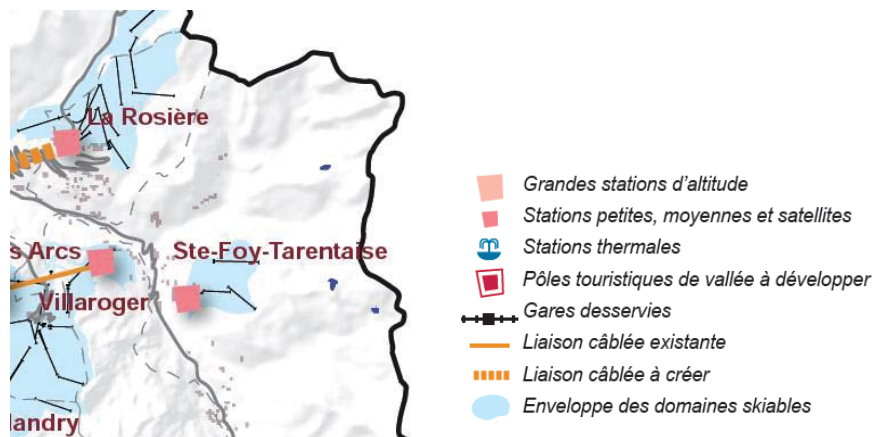 La Rosière
s Arcs
Ste-Foy-Tarentaise
Villaroger
landry
Grandes stations d'altitude
Stations petites, moyennes et satellites
Stations thermales
Pôles touristiques de vallée à développer
Gares desservies
Liaison câblée existante
Liaison câblée à créer
Enveloppe des domaines skiables